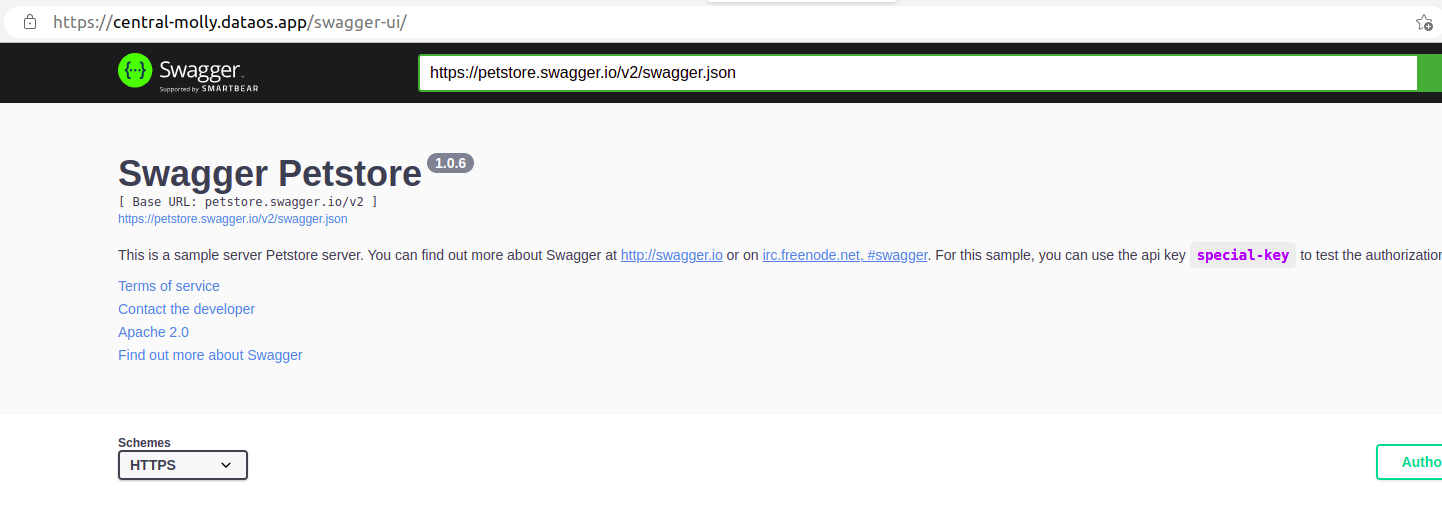 https://central-molly.dataos.app/swagger-ui/
Swagger
Supported by SMARTBEAR
https://petstore.swagger.io/v2/swagger.json
Swagger Petstore 1.0.6
[ Base URL: petstore.swagger.io/v2 ]
https://petstore.swagger.io/v2/swagger.json
This is a sample server Petstore server. You can find out more about Swagger at http://swagger.io or on irc.freenode.net, #swagger. For this sample, you can use the api key special-key to test the authorization
Terms of service
Contact the developer
Apache 2.0
Find out more about Swagger
Schemes
HTTPS
Autho